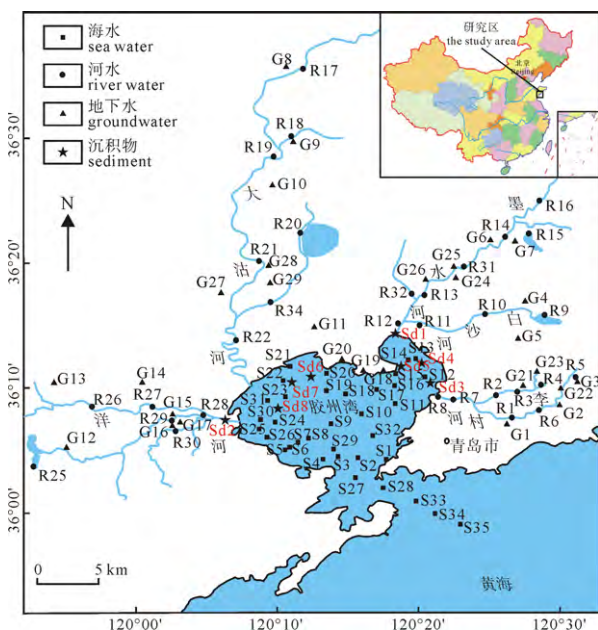 海水
sea water
河水
river water
地下水
groundwater
沉积物
sediment
N
研究区
the study area
北京
Beijing
G8
R17
R18
G9
R19
G10
大
R20
墨
R16
R14
R15
G6
G7
R21
G28
沽
G29
G27
G25
水
R31
G26
G24
R32
R13
R34
G4
R10
R9
河
白
沙
G11
R12
R11
河
G5
R22
河
Sd1
S14
S13
G20
G19
Sd4
S21
Sd6
Sd5
G18
S12
G23
G13
G14
S22
S20
S16
Sd3
G21
R4
R5
G3
Sd7
S19
S18
R2
R3
G22
R26
R27
S31
Sd8
胶州湾
S11
R8
R7
R1
李
G2
洋
G15
R28
S30
S10
河
村
R6
R29
G17
Sd2
S24
S9
G1
G16
R30
S25
S26
S7
S8
S32
青岛市
G12
河
S5
S6
S29
R25
S4
S3
S2
S1
S27
S28
S33
S34
S35
0
5 km
黄海
36°30′
36°20′
36°10′
36°00′
120°00′
120°10′
120°20′
120°30′